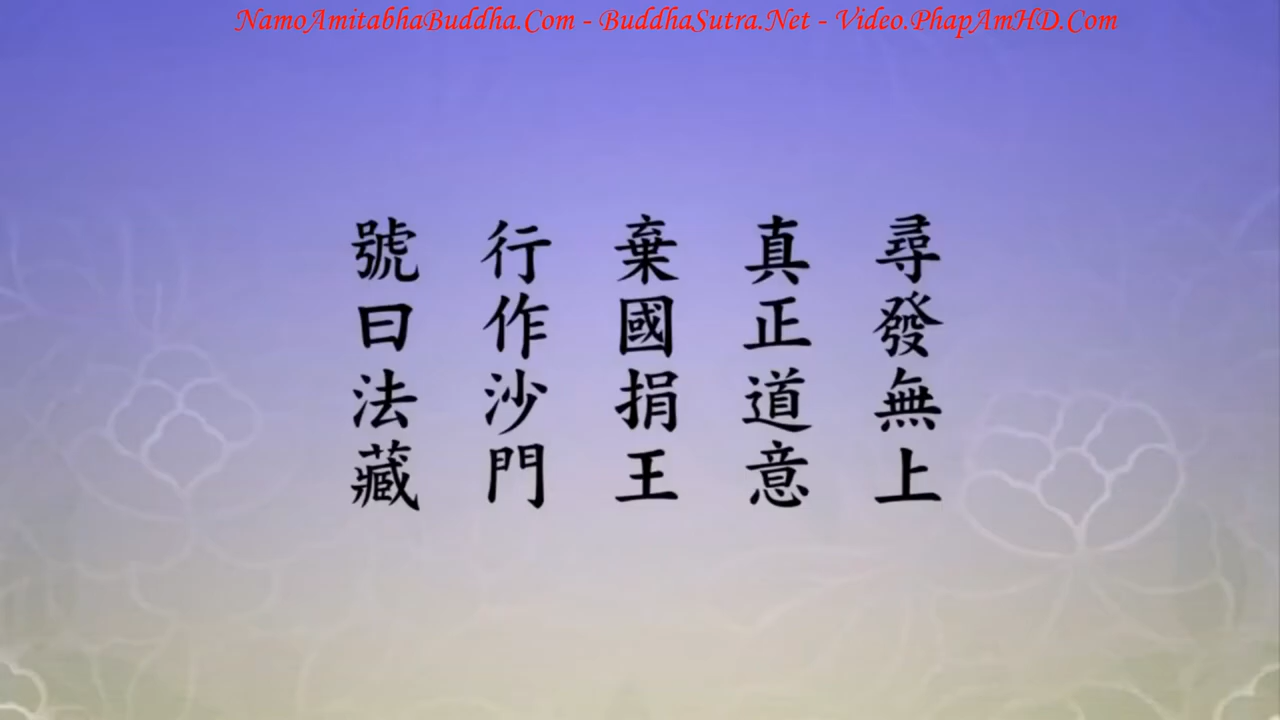 NamoAmitabhaBuddha.Com - BuddhaSutra.Net - Video.PhapAmHD.Com
尋發無上
真正道意
棄國捐王
行作沙門
號曰法藏